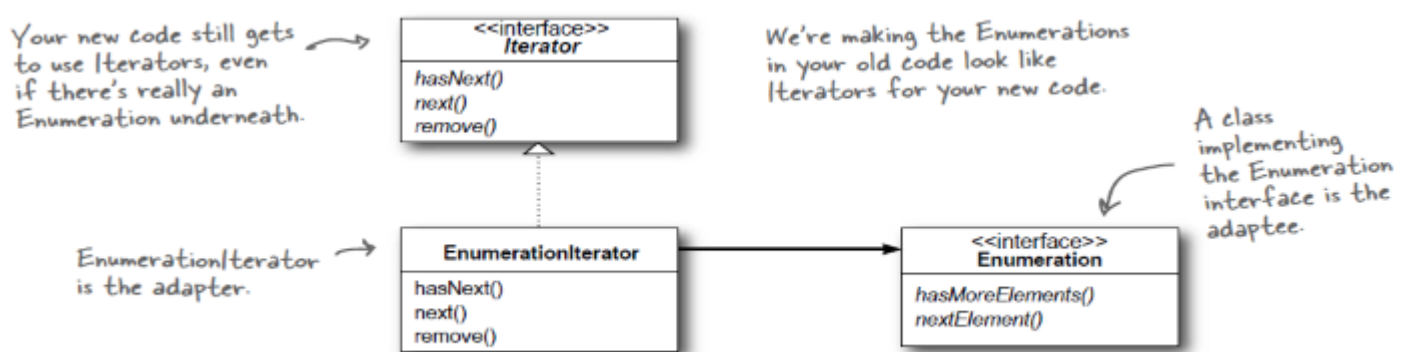 Your new code still gets
to use Iterators, even
if there's really an
Enumeration underneath.
<<interface>>
Iterator
hasNext()
next()
remove()
We're making the Enumerations
in your old code look like
Iterators for your new code.
A class
implementing
the Enumeration
interface is the
adaptee.
EnumerationIterator
is the adapter.
EnumerationIterator
hasNext()
next()
remove()
<<interface>>
Enumeration
hasMoreElements()
nextElement()